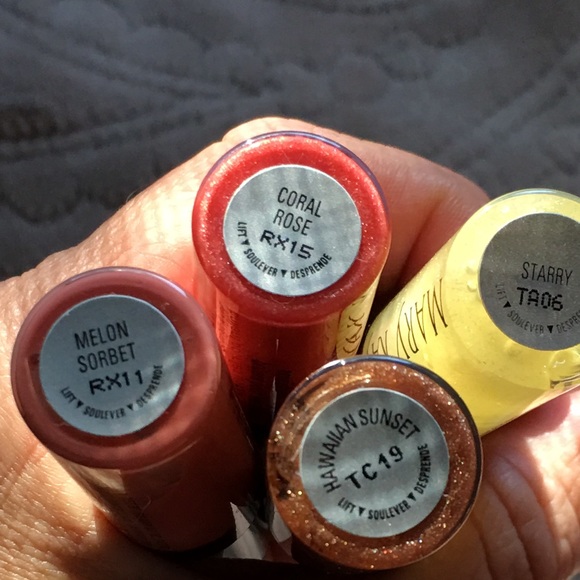 CORAL
ROSE
RX15
LIFT ▼ SOULEVER ▼ DESPRENDE
STARRY
TA06
LIFT ▼ SOULEVER ▼
MELON
SORBET
RX11
LIFT ▼ SOULEVER ▼ DESPRENDE
MARY
HAWAIIAN SUNSET
TC19
LIFT ▼ SOULEVER ▼ DESPRENDE